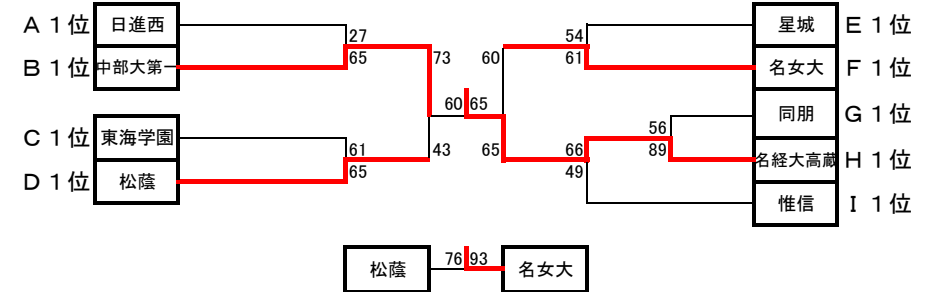 A1位 日進西
27
65
B1位 中部大第一
73
C1位 東海学園
61
65
D1位 松蔭
43
60 65
星城 E1位
54
61
名女大 F1位
60
同朋 G1位
56
89
名経大高蔵 H1位
65
66
49
惟信 I1位
松蔭 76 93 名女大